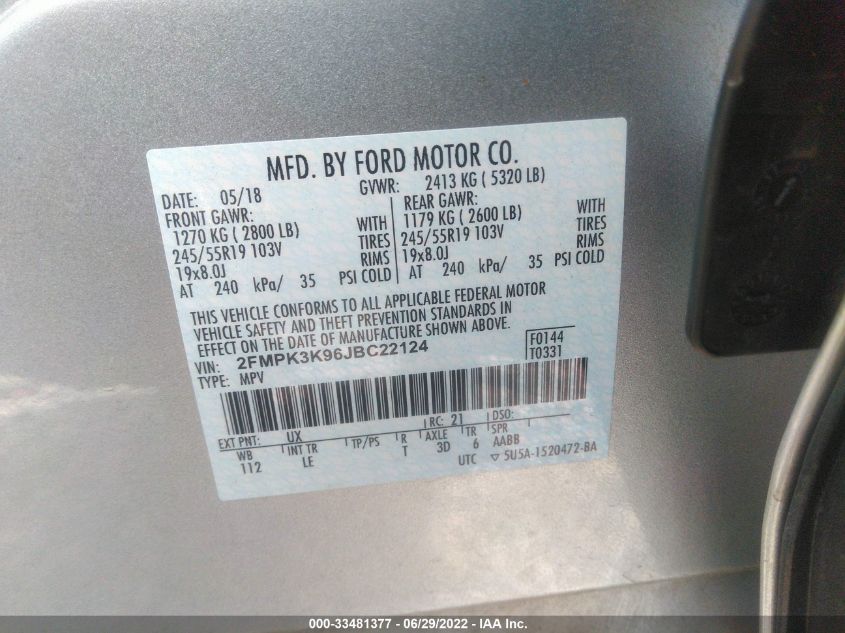 MFD. BY FORD MOTOR CO.
DATE: 05/18 GVWR: 2413 KG ( 5320 LB)
FRONT GAWR: REAR GAWR:
1270 KG ( 2800 LB) WITH 1179 KG ( 2600 LB) WITH
245/55R19 103V TIRES 245/55R19 103V TIRES
19x8.0J RIMS 19x8.0J RIMS
AT 240 kPa/ 35 PSI COLD AT 240 kPa/ 35 PSI COLD
THIS VEHICLE CONFORMS TO ALL APPLICABLE FEDERAL MOTOR
VEHICLE SAFETY AND THEFT PREVENTION STANDARDS IN
EFFECT ON THE DATE OF MANUFACTURE SHOWN ABOVE.
VIN: 2FMPK3K96JBC22124 F0144
TYPE: MPV T0331
EXT PNT: UX RC: 21 DSO:
WB INT TR TP/PS R AXLE TR SPR
112 LE T 3D 6 AABB
UTC ▽ 5U5A-1520472-BA
000-33481377 - 06/29/2022 - IAA Inc.